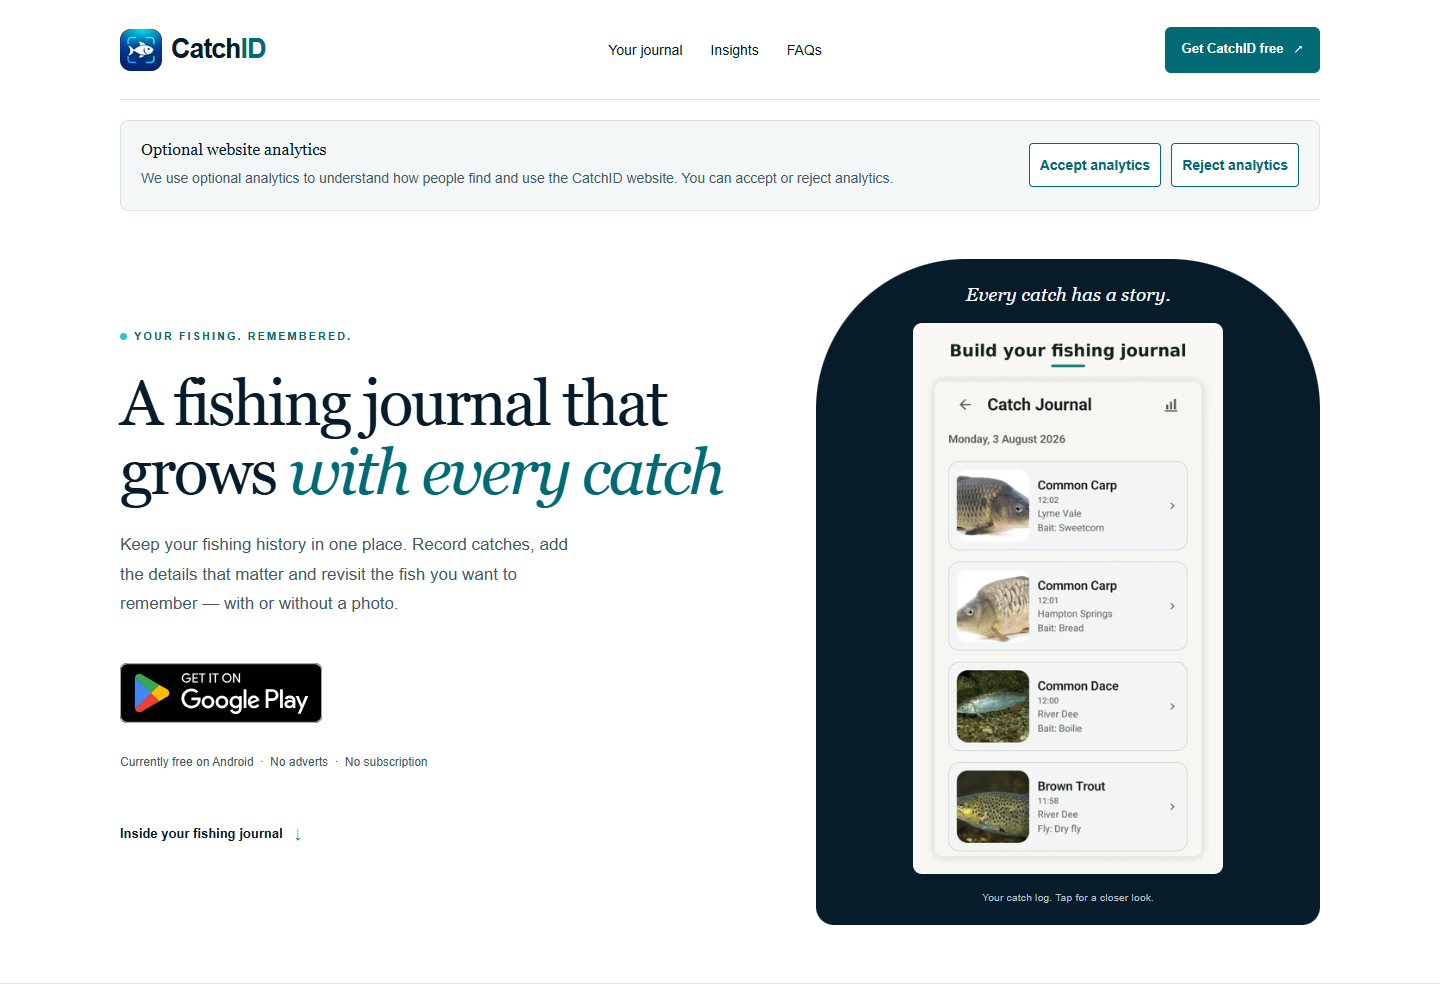 CatchID
Your journal
Insights
FAQs
Get CatchID free ↗
Optional website analytics
We use optional analytics to understand how people find and use the CatchID website. You can accept or reject analytics.
Accept analytics
Reject analytics
YOUR FISHING. REMEMBERED.
A fishing journal that
grows with every catch
Keep your fishing history in one place. Record catches, add
the details that matter and revisit the fish you want to
remember — with or without a photo.
GET IT ON
Google Play
Currently free on Android · No adverts · No subscription
Inside your fishing journal ↓
Every catch has a story.
Build your fishing journal
Catch Journal
Monday, 3 August 2026
Common Carp
12:02
Lyme Vale
Bait: Sweetcorn
Common Carp
12:01
Hampton Springs
Bait: Bread
Common Dace
12:00
River Dee
Bait: Boilie
Brown Trout
11:58
River Dee
Fly: Dry fly
Your catch log. Tap for a closer look.